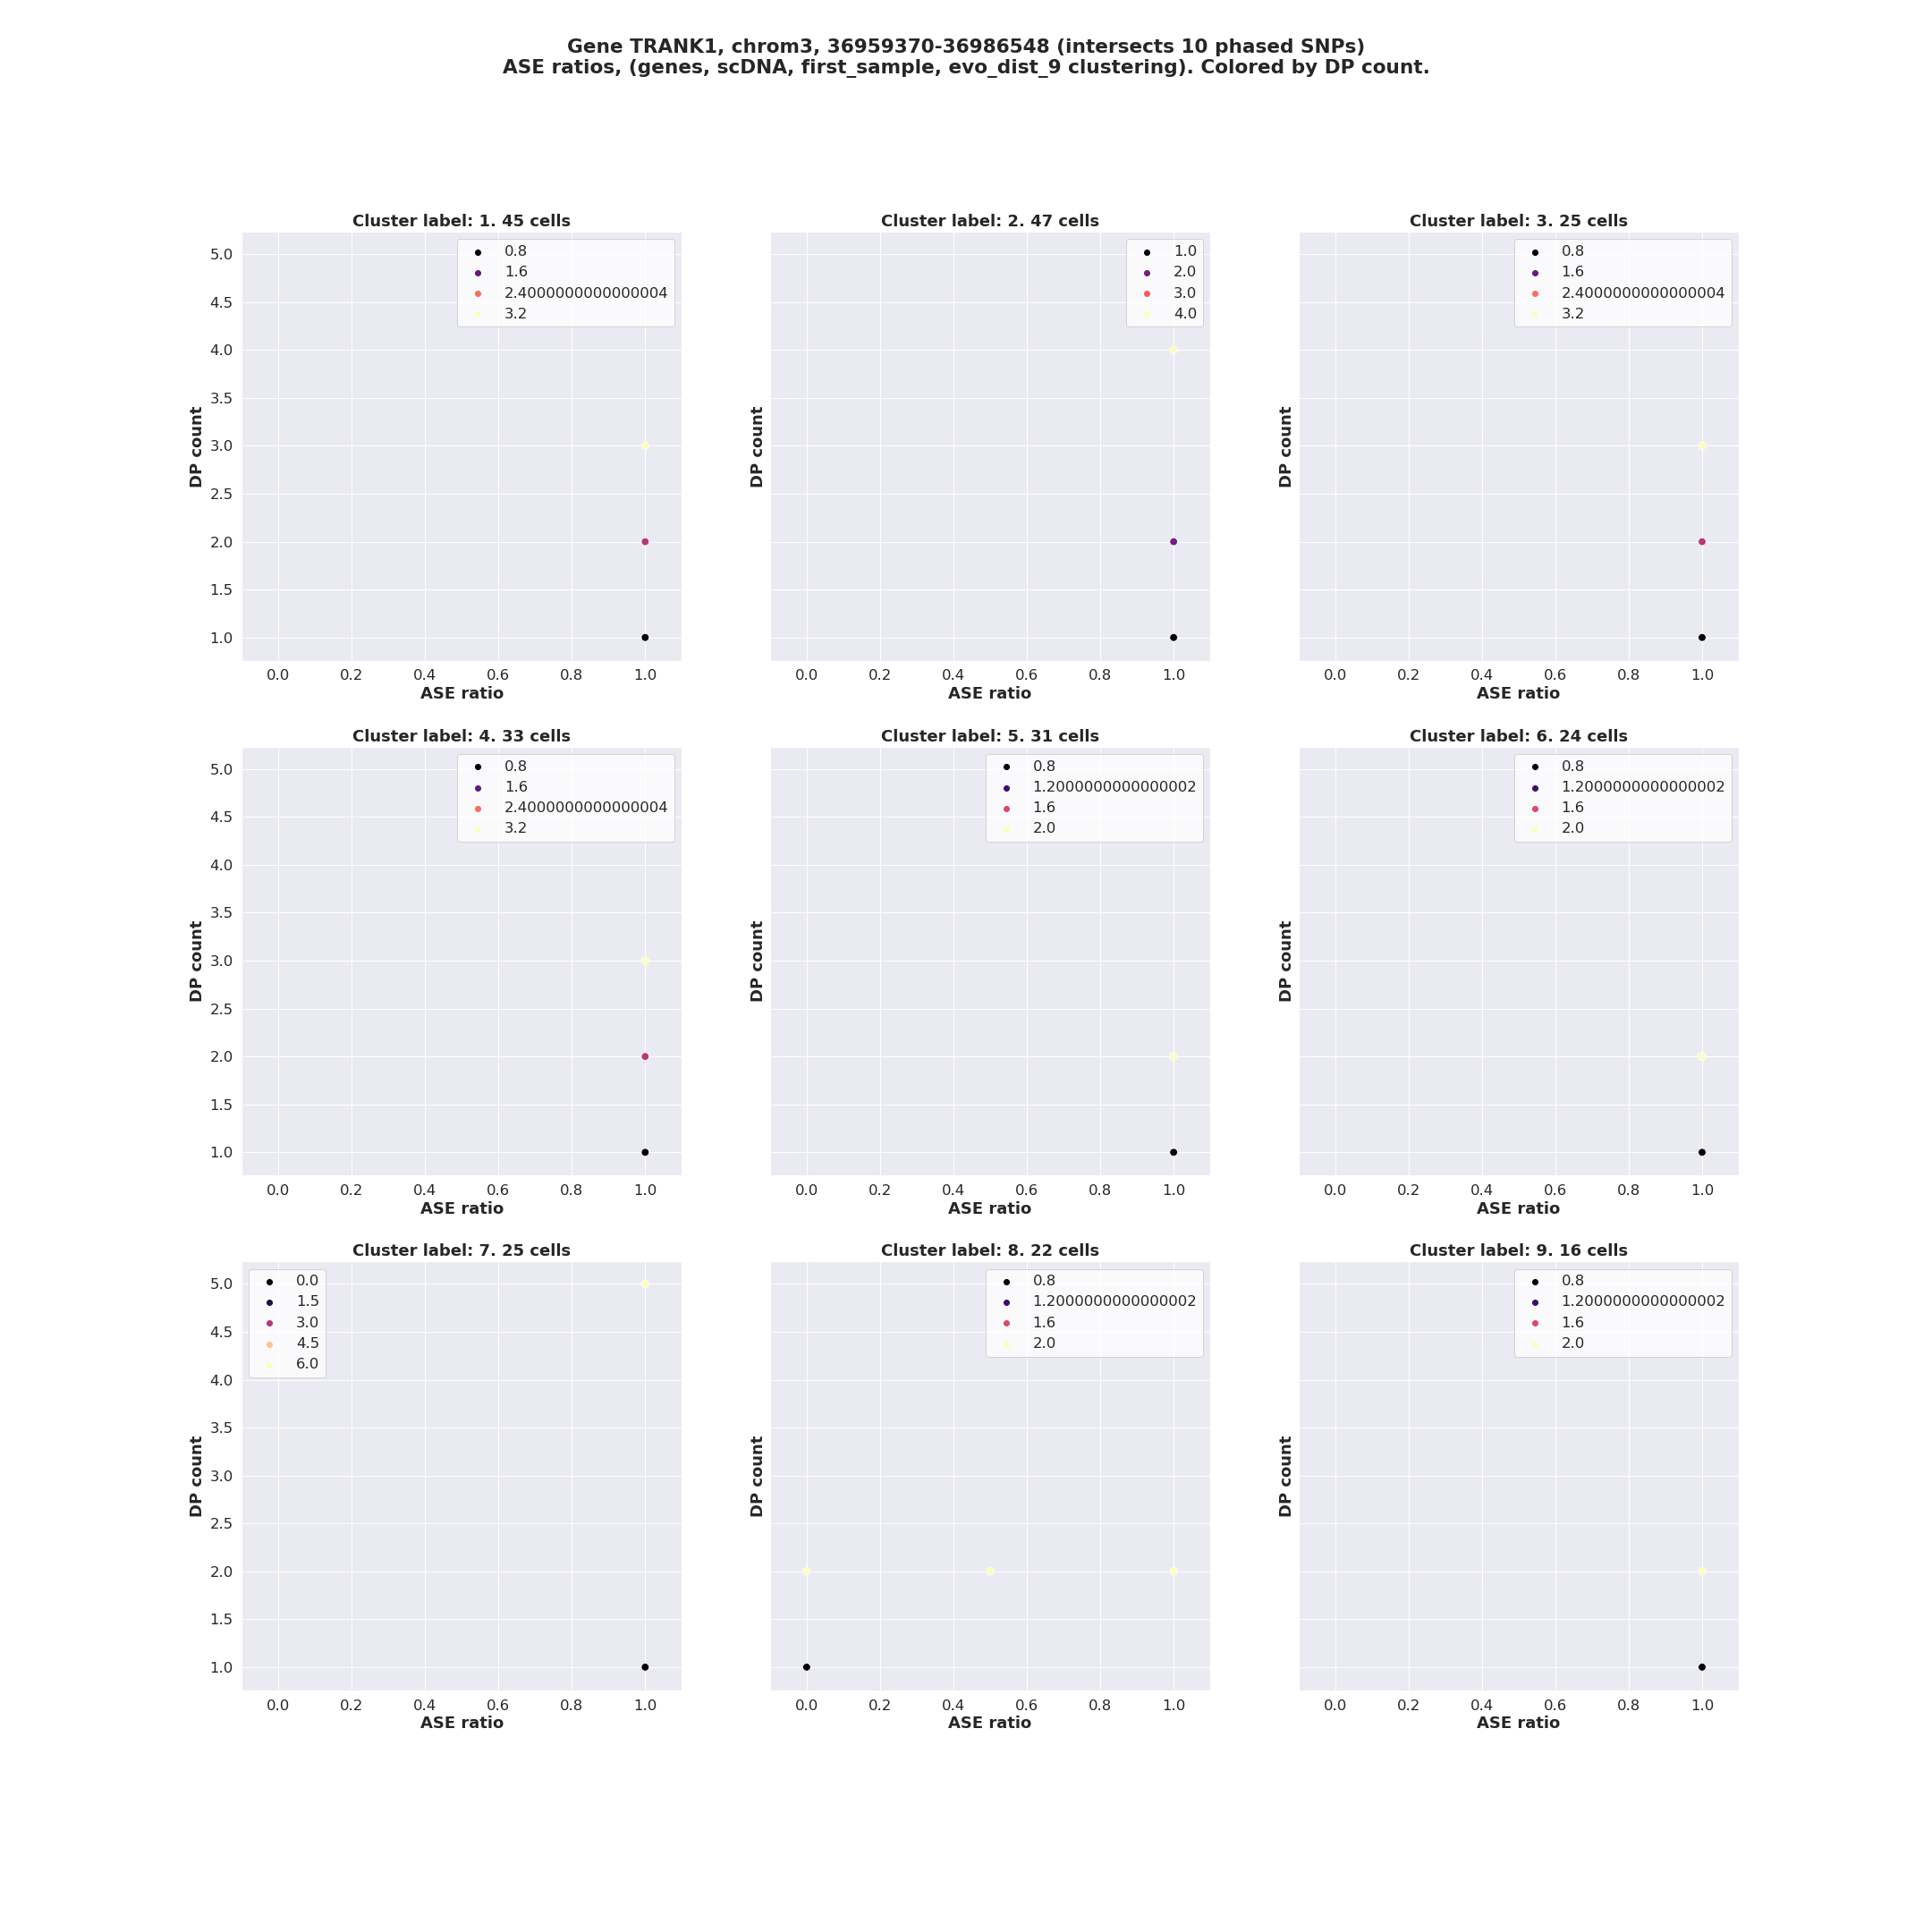 Gene TRANK1, chrom3, 36959370-36986548 (intersects 10 phased SNPs)
ASE ratios, (genes, scDNA, first_sample, evo_dist_9 clustering). Colored by DP count.
Cluster label: 1. 45 cells
0.8
1.6
2.4000000000000004
3.2
5.0
4.5
4.0
3.5
3.0
2.5
2.0
1.5
1.0
DP count
0.0 0.2 0.4 0.6 0.8 1.0
ASE ratio
Cluster label: 2. 47 cells
1.0
2.0
3.0
4.0
DP count
0.0 0.2 0.4 0.6 0.8 1.0
ASE ratio
Cluster label: 3. 25 cells
0.8
1.6
2.4000000000000004
3.2
DP count
0.0 0.2 0.4 0.6 0.8 1.0
ASE ratio
Cluster label: 4. 33 cells
0.8
1.6
2.4000000000000004
3.2
5.0
4.5
4.0
3.5
3.0
2.5
2.0
1.5
1.0
DP count
0.0 0.2 0.4 0.6 0.8 1.0
ASE ratio
Cluster label: 5. 31 cells
0.8
1.2000000000000002
1.6
2.0
DP count
0.0 0.2 0.4 0.6 0.8 1.0
ASE ratio
Cluster label: 6. 24 cells
0.8
1.2000000000000002
1.6
2.0
DP count
0.0 0.2 0.4 0.6 0.8 1.0
ASE ratio
Cluster label: 7. 25 cells
0.0
1.5
3.0
4.5
6.0
5.0
4.5
4.0
3.5
3.0
2.5
2.0
1.5
1.0
DP count
0.0 0.2 0.4 0.6 0.8 1.0
ASE ratio
Cluster label: 8. 22 cells
0.8
1.2000000000000002
1.6
2.0
DP count
0.0 0.2 0.4 0.6 0.8 1.0
ASE ratio
Cluster label: 9. 16 cells
0.8
1.2000000000000002
1.6
2.0
DP count
0.0 0.2 0.4 0.6 0.8 1.0
ASE ratio